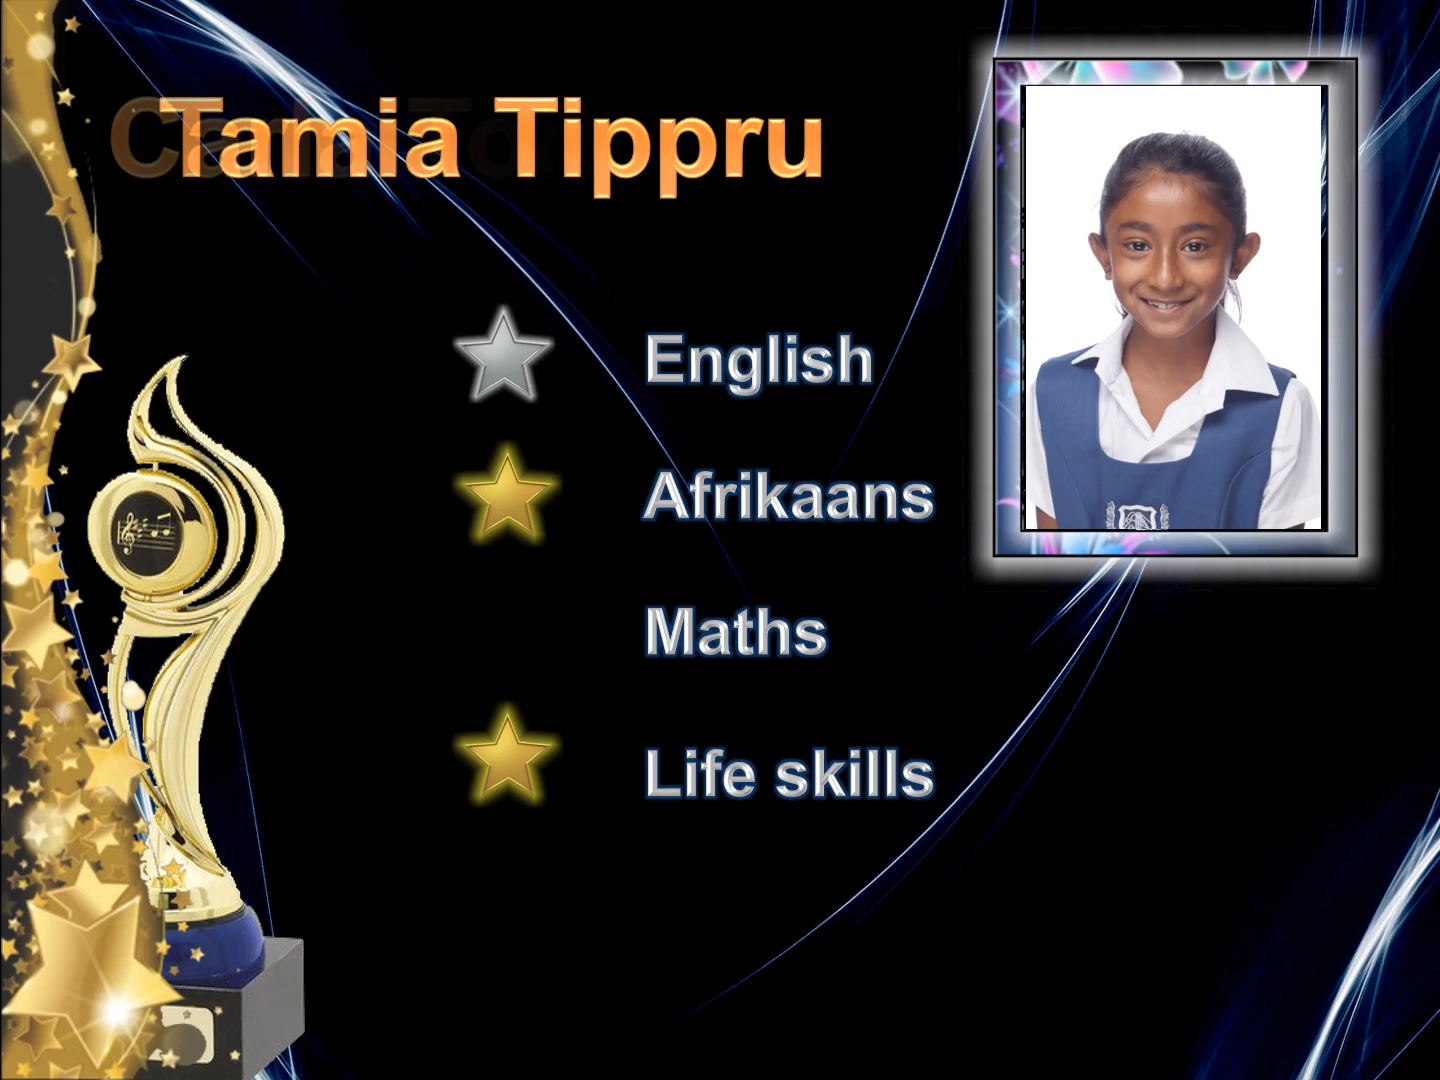 Tamia Tippru
English
Afrikaans
Maths
Life skills